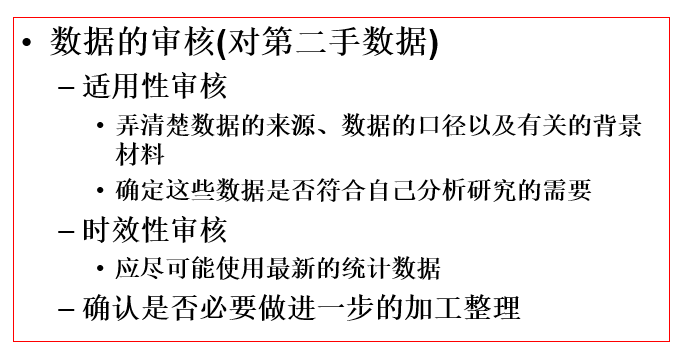 • 数据的审核(对第二手数据)
– 适用性审核
• 弄清楚数据的来源、数据的口径以及有关的背景
材料
• 确定这些数据是否符合自己分析研究的需要
– 时效性审核
• 应尽可能使用最新的统计数据
– 确认是否必要做进一步的加工整理